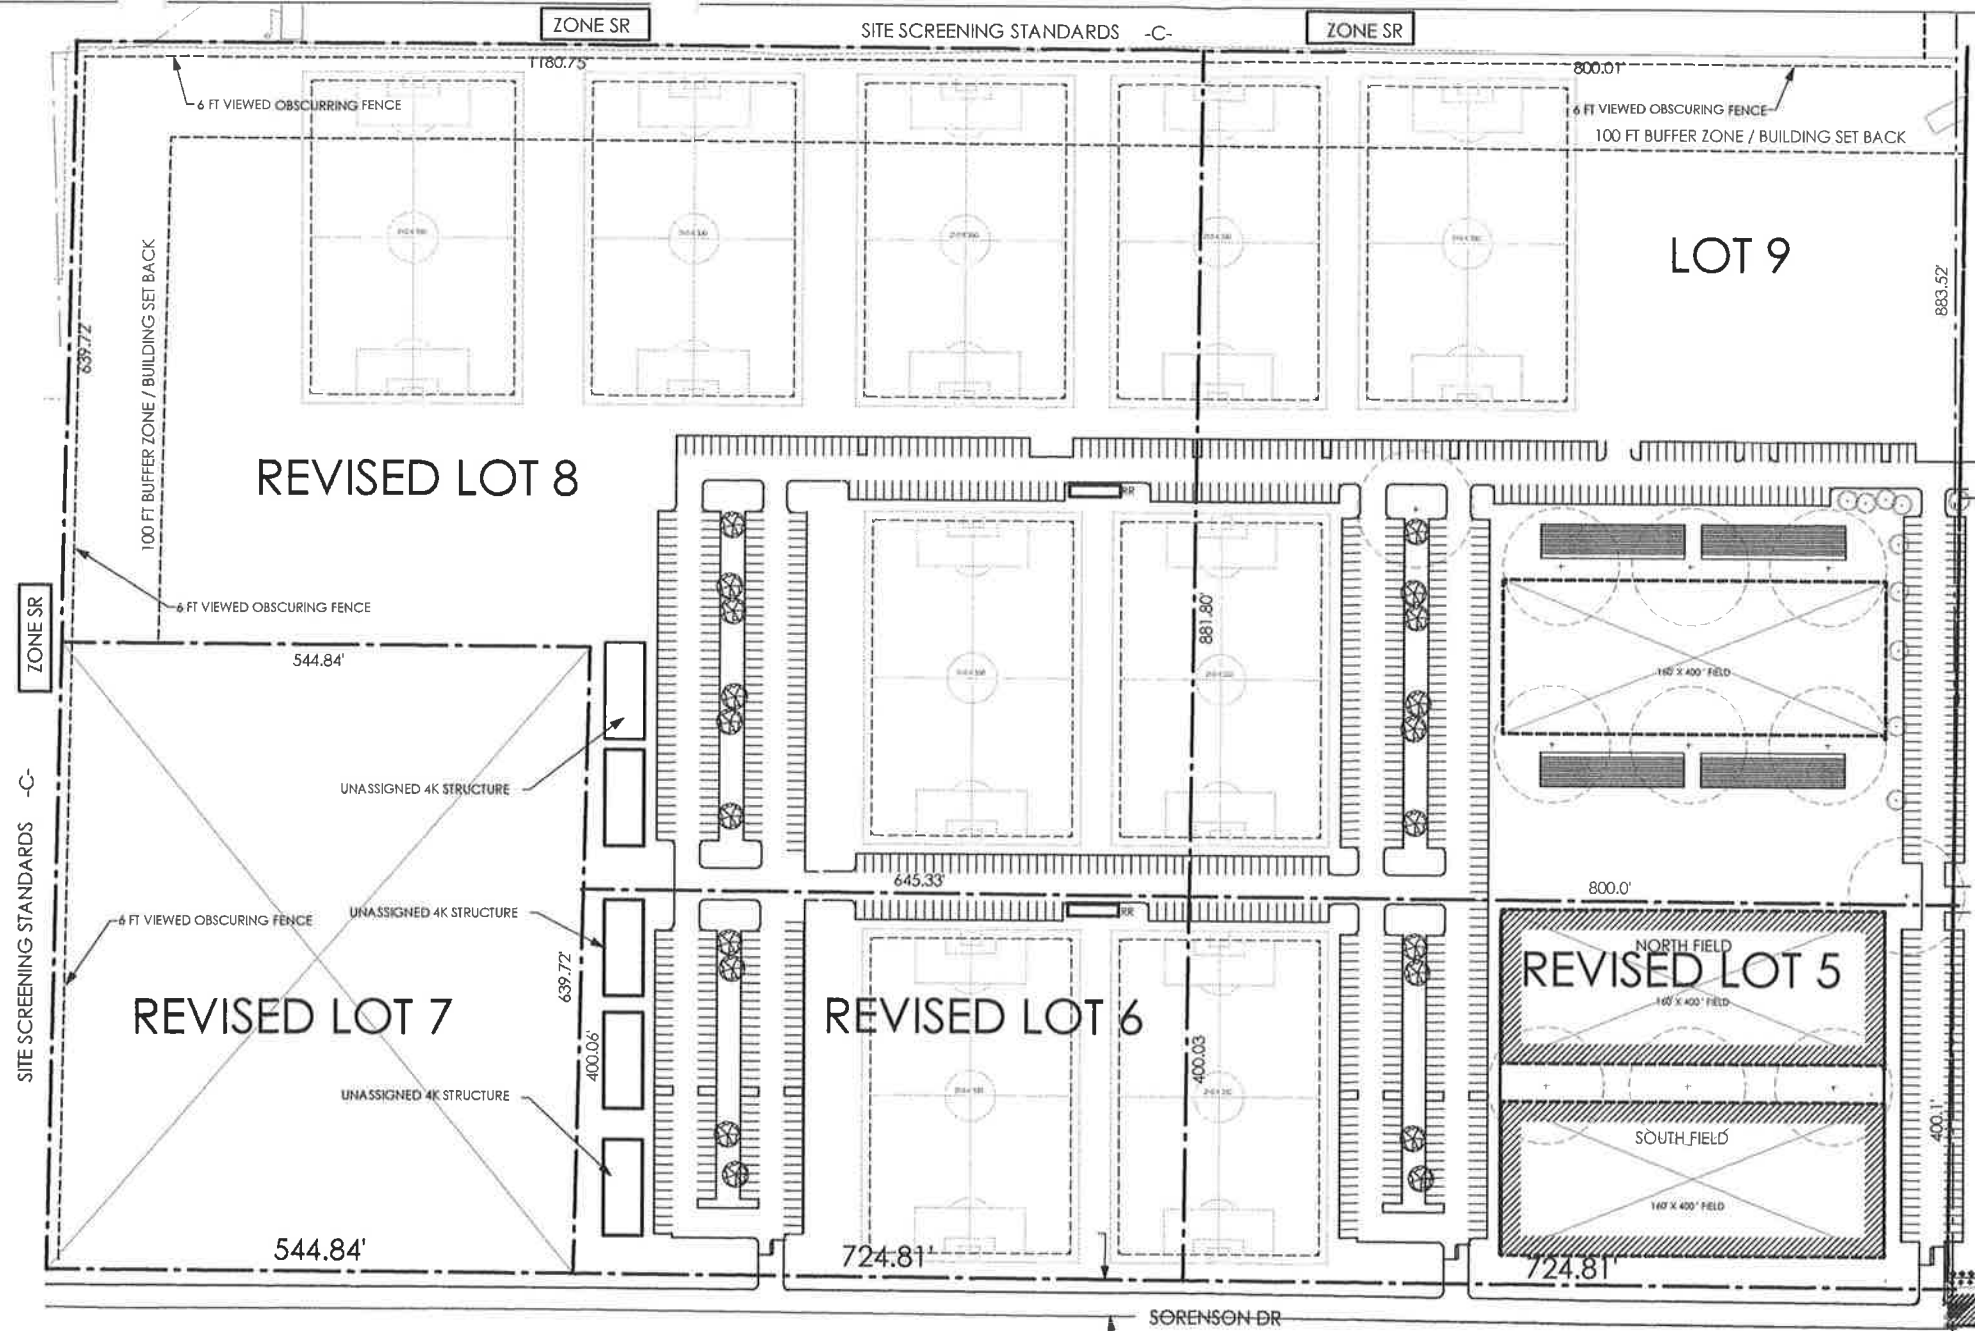 ZONE SR
SITE SCREENING STANDARDS -C-
ZONE SR
1180.75'
800.01'
6 FT VIEWED OBSCURRING FENCE
6 FT VIEWED OBSCURING FENCE
100 FT BUFFER ZONE / BUILDING SET BACK
LOT 9
883.52'
639.72'
100 FT BUFFER ZONE / BUILDING SET BACK
REVISED LOT 8
RR
6 FT VIEWED OBSCURING FENCE
ZONE SR
881.80'
544.84'
160' X 400' FIELD
UNASSIGNED 4K STRUCTURE
SITE SCREENING STANDARDS -C-
645.33'
800.0'
UNASSIGNED 4K STRUCTURE
6 FT VIEWED OBSCURING FENCE
RR
NORTH FIELD
REVISED LOT 5
160' X 400' FIELD
639.72'
REVISED LOT 7
REVISED LOT 6
400.06'
400.03
UNASSIGNED 4K STRUCTURE
400.1'
SOUTH FIELD
160' X 400' FIELD
544.84'
724.81'
724.81'
SORENSON DR